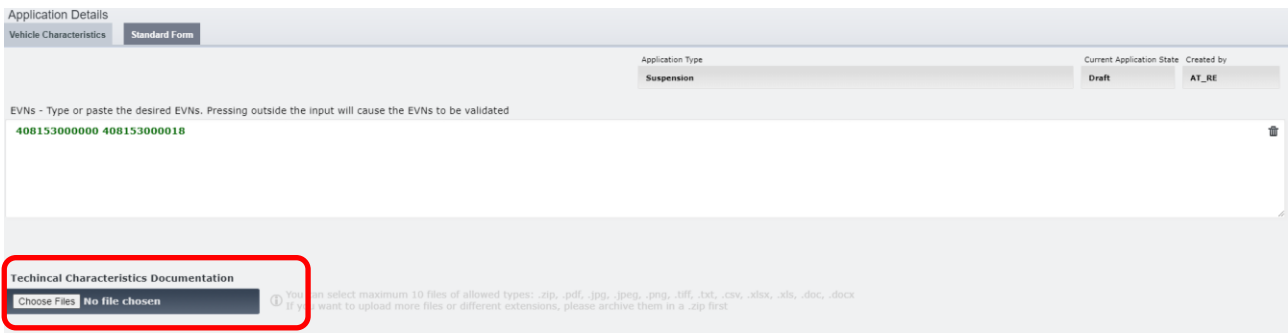 Application Details
Vehicle Characteristics Standard Form
Application Type Current Application State Created by
Suspension Draft AT_RE
EVNs - Type or paste the desired EVNs. Pressing outside the input will cause the EVNs to be validated
408153000000 408153000018
Techincal Characteristics Documentation
Choose Files No file chosen
You can select maximum 10 files of allowed types: .zip, .pdf, .jpg, .jpeg, .png, .tiff, .txt, .csv, .xlsx, .xls, .doc, .docx
If you want to upload more files or different extensions, please archive them in a .zip first